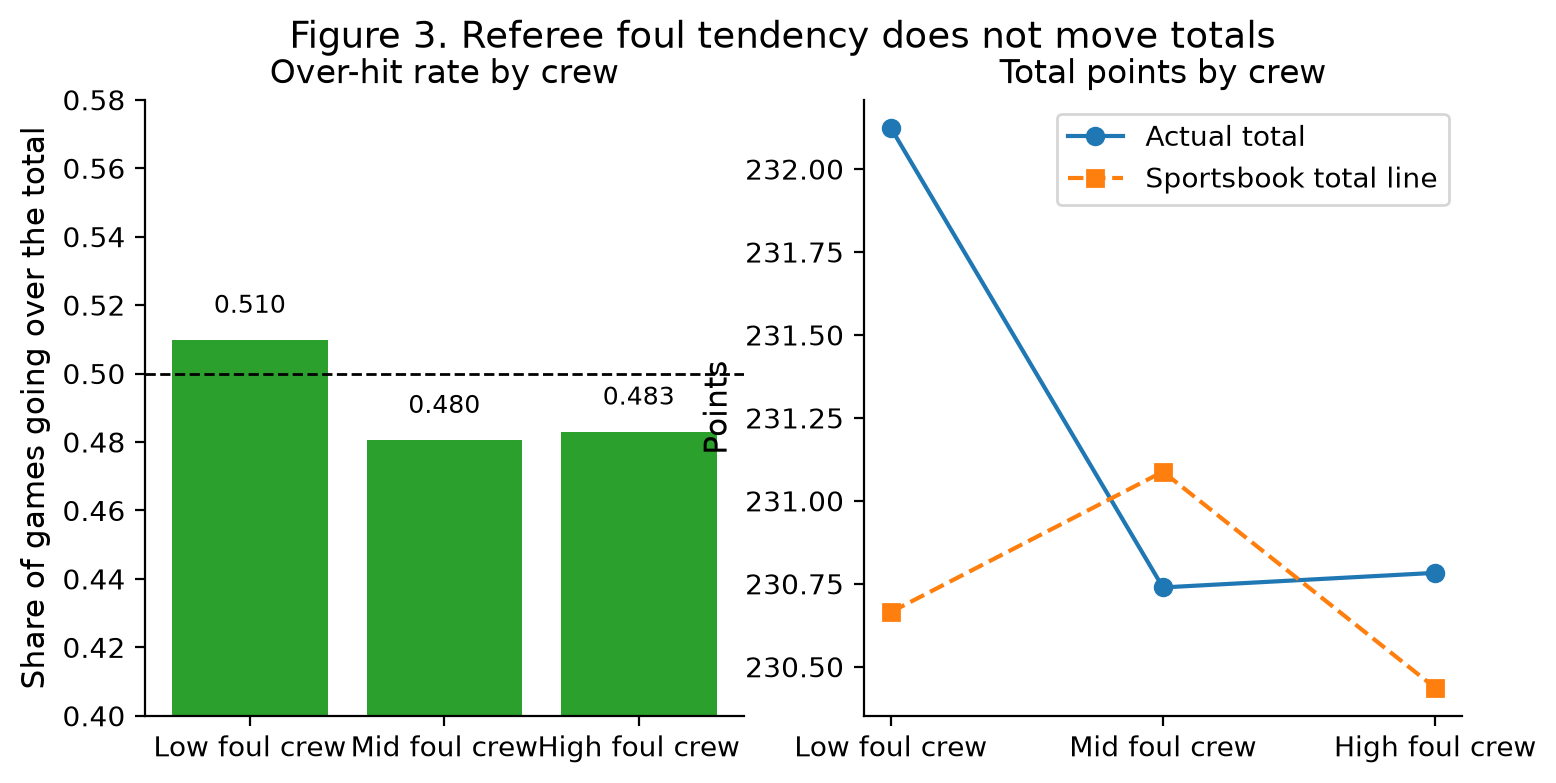 Figure 3. Referee foul tendency does not move totals
Over-hit rate by crew
Share of games going over the total
0.58
0.56
0.54
0.52
0.50
0.48
0.46
0.44
0.42
0.40
0.510
0.480
0.483
Low foul crew
Mid foul crew
High foul crew
Total points by crew
Points
232.00
231.75
231.50
231.25
231.00
230.75
230.50
Actual total
Sportsbook total line
Low foul crew
Mid foul crew
High foul crew